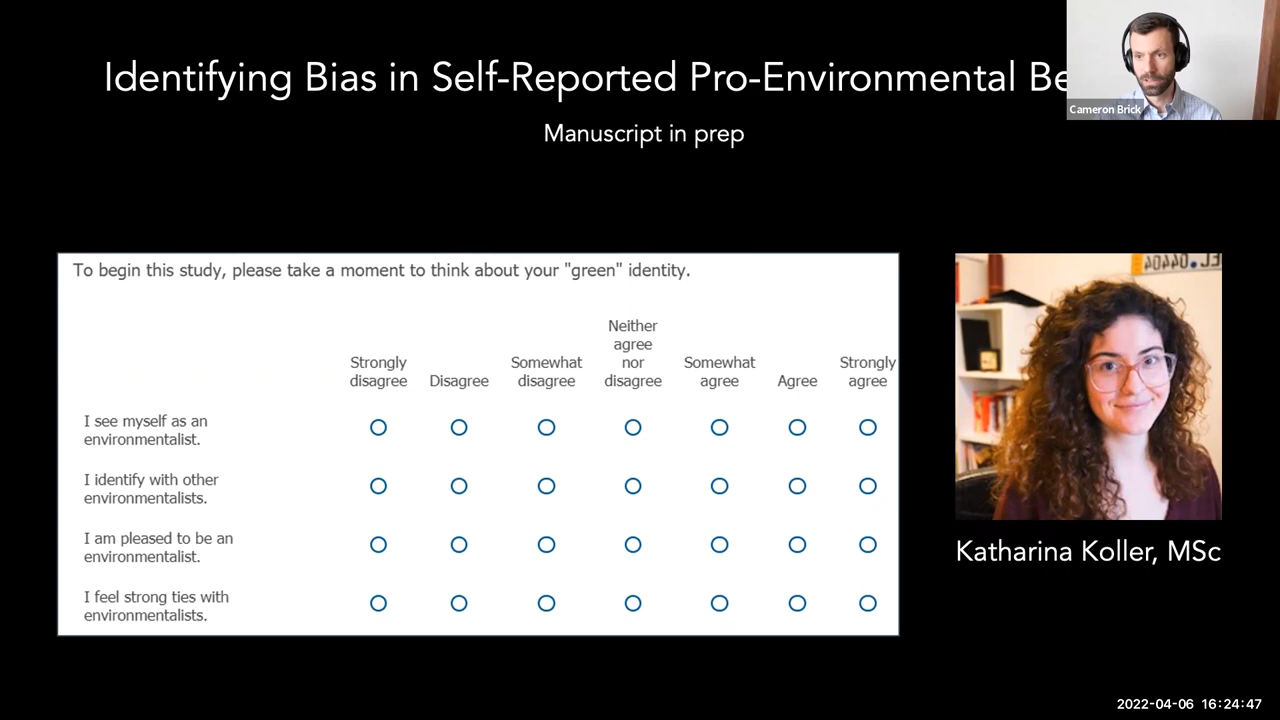 Identifying Bias in Self-Reported Pro-Environmental Be
Cameron Brick
Manuscript in prep
To begin this study, please take a moment to think about your "green" identity.
Strongly disagree
Disagree
Somewhat disagree
Neither agree nor disagree
Somewhat agree
Agree
Strongly agree
I see myself as an
environmentalist.
I identify with other
environmentalists.
I am pleased to be an
environmentalist.
I feel strong ties with
environmentalists.
Katharina Koller, MSc
2022-04-06 16:24:47